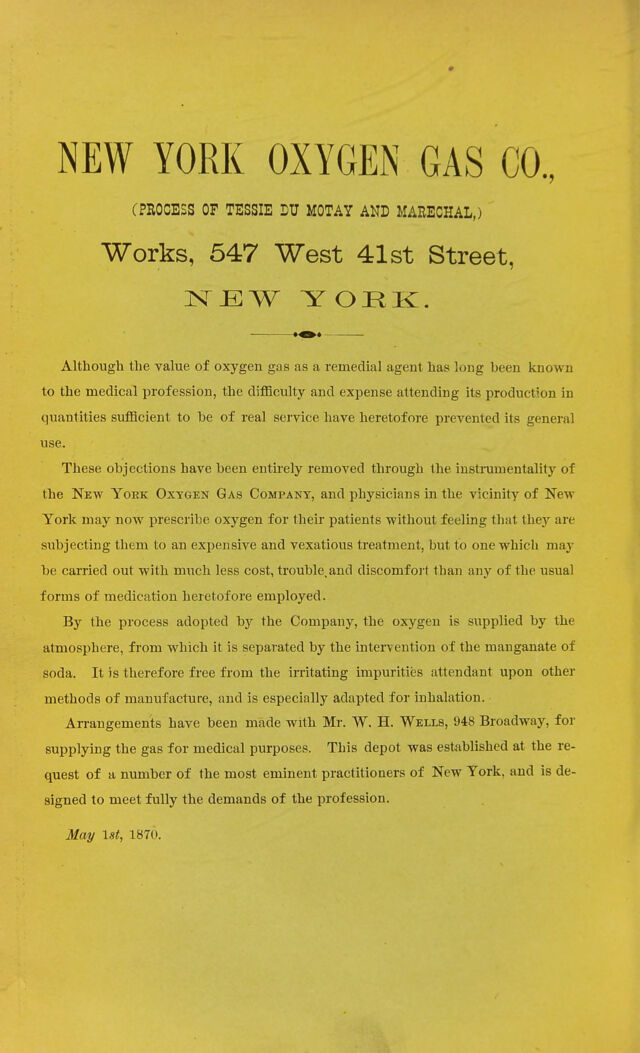 NEW YORK OXYGEN GAS CO.,
(PROCESS OF TESSIE DU MOTAY AND MARECHAL,)
Works, 547 West 41st Street,
NEW YORK.
Although the value of oxygen gas as a remedial agent has long been known
to the medical profession, the difficulty and expense attending its production in
quantities sufficient to be of real service have heretofore prevented its general
use.
These objections have been entirely removed through the instrumentality of
the New York Oxygen Gas Company, and physicians in the vicinity of New
York may now prescribe oxygen for their patients without feeling that they are
subjecting them to an expensive and vexatious treatment, but to one which may
be carried out with much less cost, trouble, and discomfort than any of the usual
forms of medication heretofore employed.
By the process adopted by the Company, the oxygen is supplied by the
atmosphere, from which it is separated by the intervention of the manganate of
soda. It is therefore free from the irritating impurities attendant upon other
methods of manufacture, and is especially adapted for inhalation.
Arrangements have been made with Mr. W. H. Wells, 948 Broadway, for
supplying the gas for medical purposes. This depot was established at the re-
quest of a number of the most eminent practitioners of New York, and is de-
signed to meet fully the demands of the profession.
May 1st, 1870.